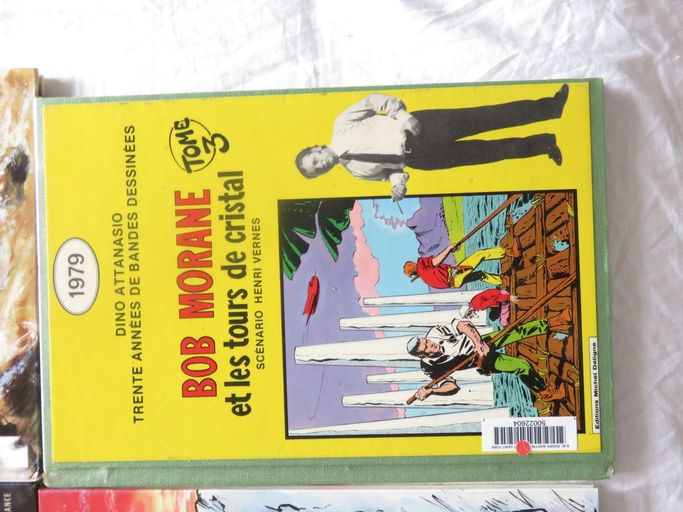 1979
DINO ATTANASIO
TRENTE ANNÉES DE BANDES DESSINÉES
BOB MORANE
TOME
3
et les tours de cristal
SCÉNARIO HENRI VERNES
50022604
Editions Michel Deligne
ANCE